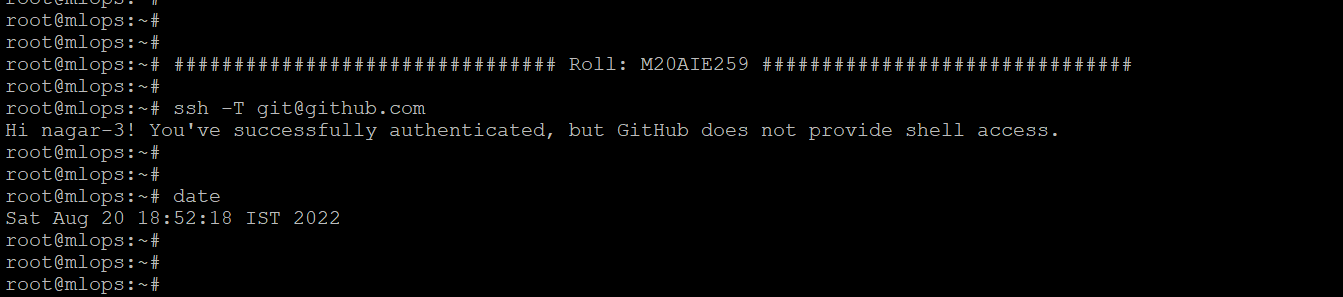 root@mlops:~#
root@mlops:~#
root@mlops:~#
root@mlops:~# ################################ Roll: M20AIE259 ###############################
root@mlops:~#
root@mlops:~# ssh -T git@github.com
Hi nagar-3! You've successfully authenticated, but GitHub does not provide shell access.
root@mlops:~#
root@mlops:~#
root@mlops:~# date
Sat Aug 20 18:52:18 IST 2022
root@mlops:~#
root@mlops:~#
root@mlops:~#